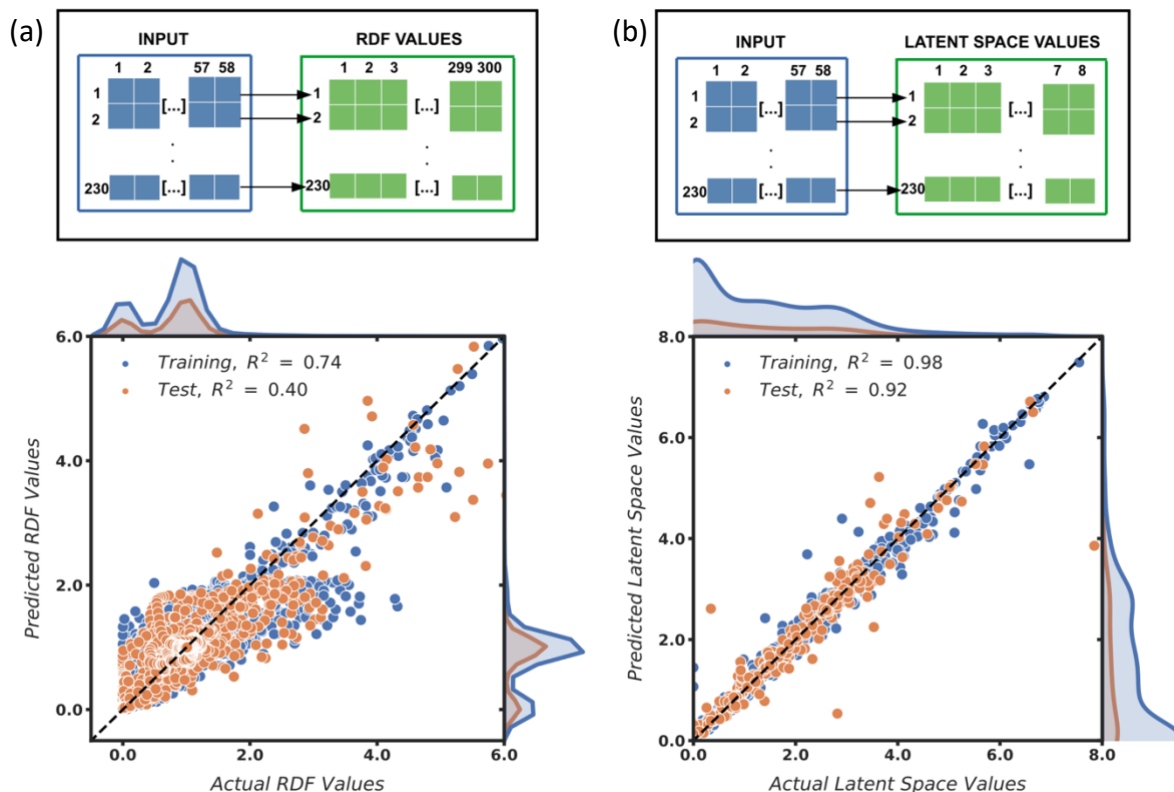 (a)
INPUT RDF VALUES
1 2 57 58 1 2 3 299 300
1 [...] 1 [...]
2 2
230 [...] 230 [...]
6.0
Training, R² = 0.74
Test, R² = 0.40
4.0
2.0
0.0
Predicted RDF Values
0.0 2.0 4.0 6.0
Actual RDF Values
(b)
INPUT LATENT SPACE VALUES
1 2 57 58 1 2 3 7 8
1 [...] 1 [...]
2 2
230 [...] 230 [...]
8.0
Training, R² = 0.98
Test, R² = 0.92
6.0
4.0
2.0
0.0
Predicted Latent Space Values
0.0 2.0 4.0 6.0 8.0
Actual Latent Space Values